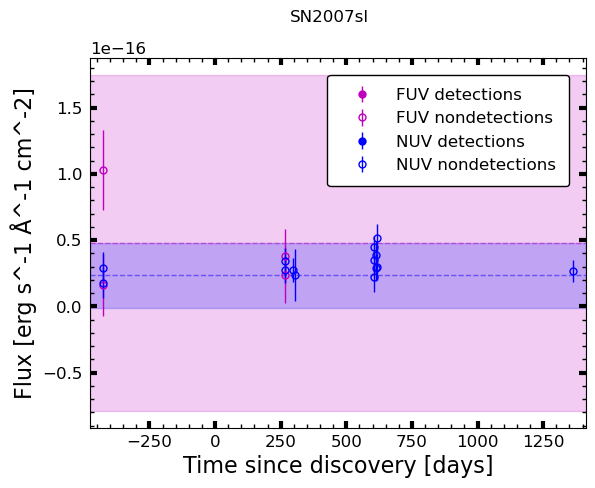 SN2007sl
1e−16
FUV detections
FUV nondetections
NUV detections
NUV nondetections
1.5
1.0
0.5
0.0
−0.5
Flux [erg s^-1 Å^-1 cm^-2]
−250
0
250
500
750
1000
1250
Time since discovery [days]